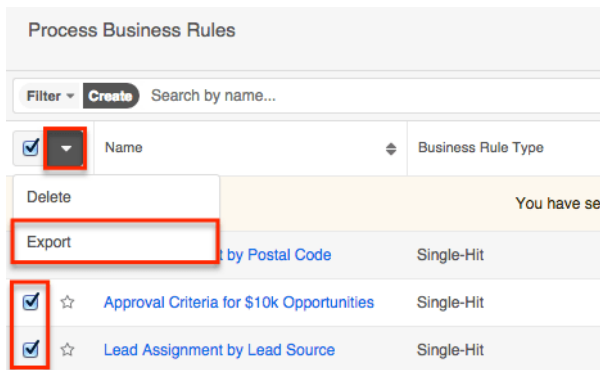 Process Business Rules
Filter Create Search by name...
Name Business Rule Type
Delete
You have se
Export
by Postal Code Single-Hit
Approval Criteria for $10k Opportunities Single-Hit
Lead Assignment by Lead Source Single-Hit